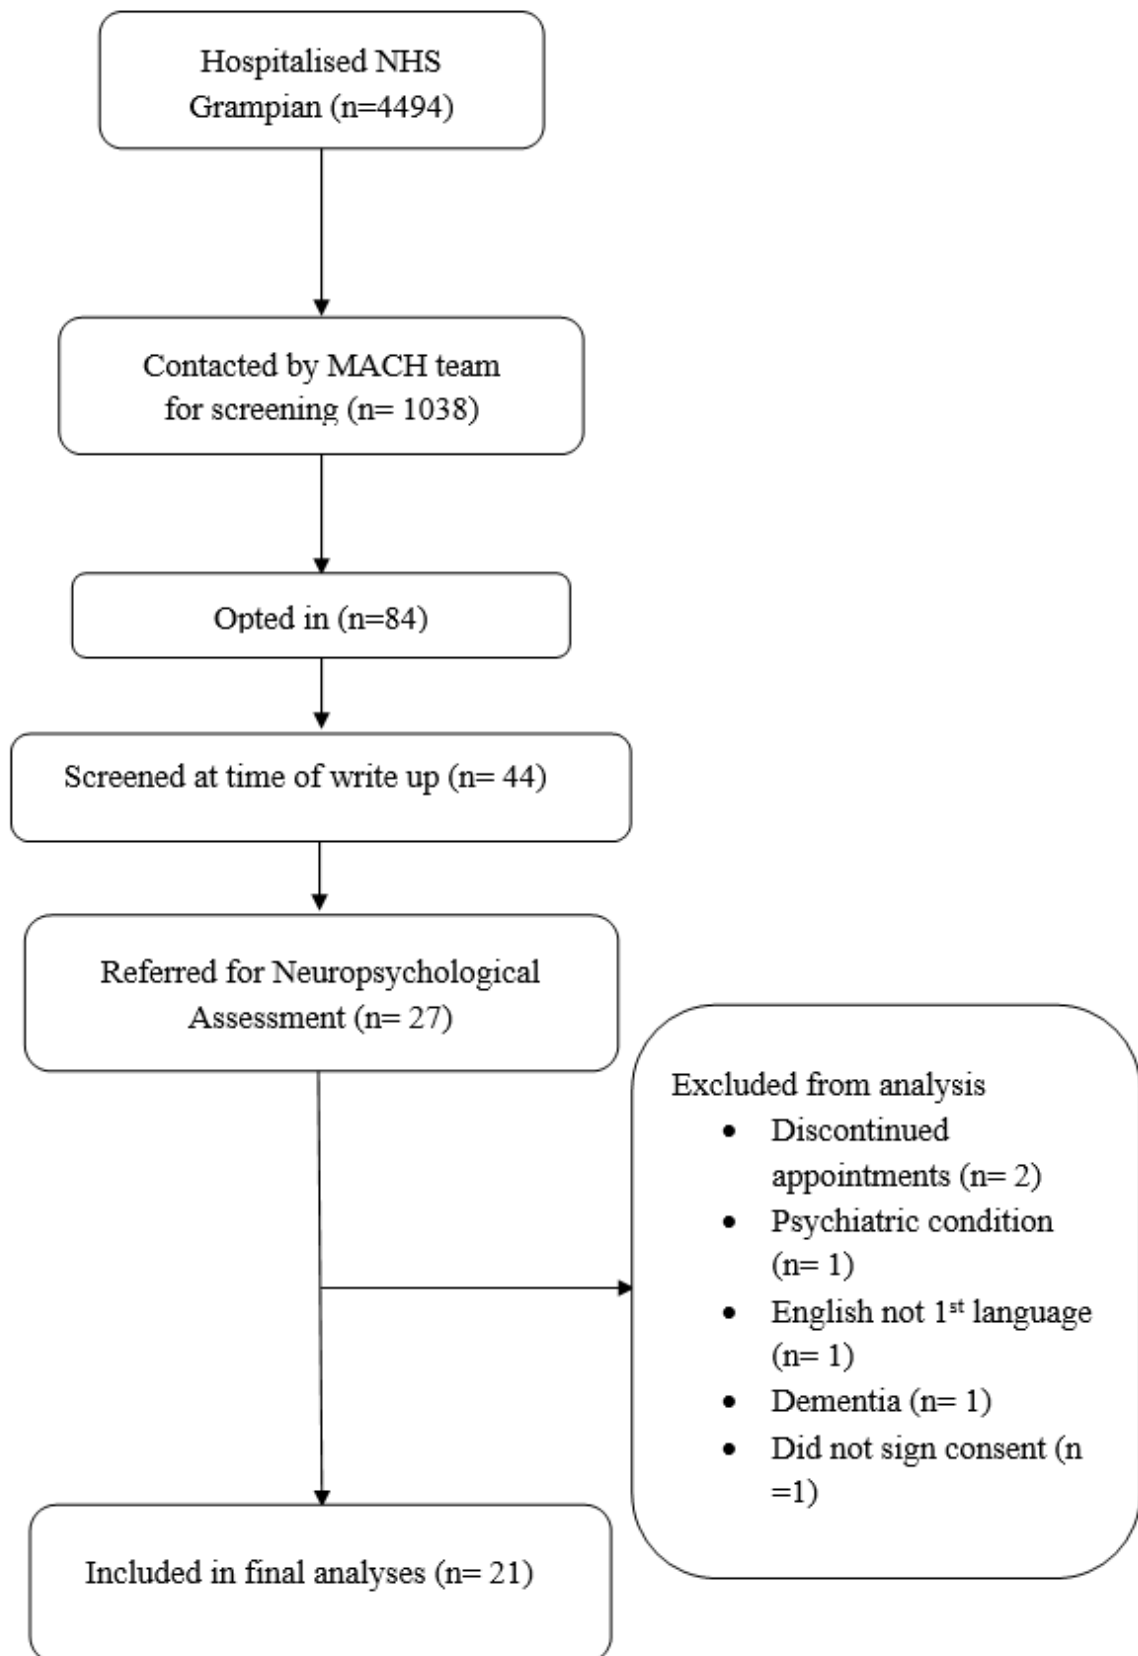 Hospitalised NHS
Grampian (n=4494)
Contacted by MACH team
for screening (n= 1038)
Opted in (n=84)
Screened at time of write up (n= 44)
Referred for Neuropsychological
Assessment (n= 27)
Excluded from analysis
• Discontinued
appointments (n= 2)
• Psychiatric condition
(n= 1)
• English not 1st language
(n= 1)
• Dementia (n= 1)
• Did not sign consent (n
=1)
Included in final analyses (n= 21)